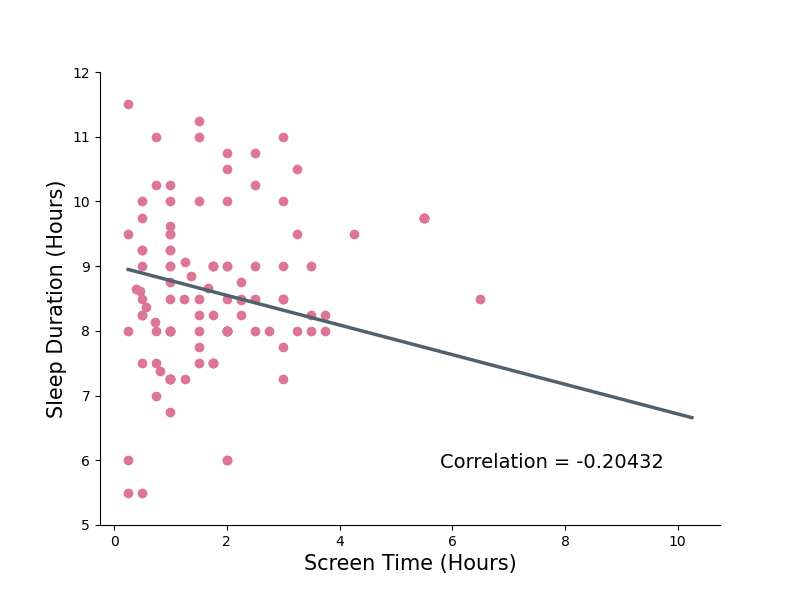 12
11
10
9
8
7
6
5
Sleep Duration (Hours)
Correlation = -0.20432
0 2 4 6 8 10
Screen Time (Hours)